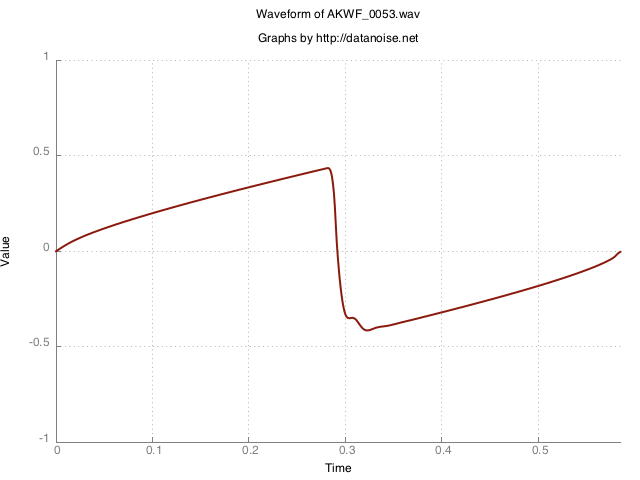 Waveform of AKWF_0053.wav
Graphs by http://datanoise.net
1
0.5
0
-0.5
-1
Value
0 0.1 0.2 0.3 0.4 0.5
Time